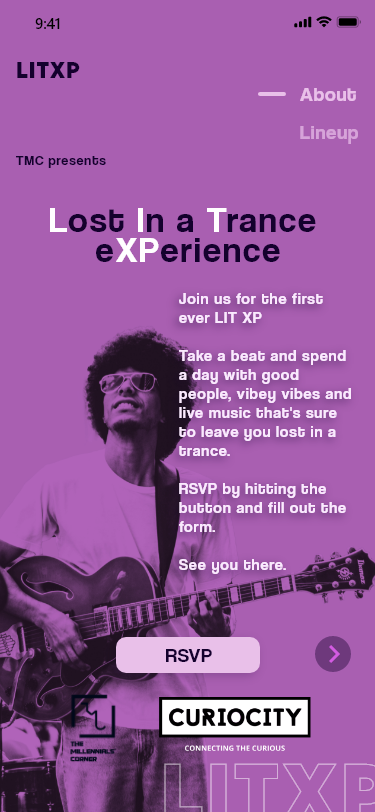 9:41
LITXP
About
Lineup
TMC presents
Lost In a Trance
eXPerience
Join us for the first
ever LIT XP
Take a beat and spend
a day with good
people, vibey vibes and
live music that's sure
to leave you lost in a
trance.
RSVP by hitting the
button and fill out the
form.
See you there.
Ibanez
RSVP
THE
MILLENNIALS'
CORNER
CURIOCITY
CONNECTING THE CURIOUS
LITXP